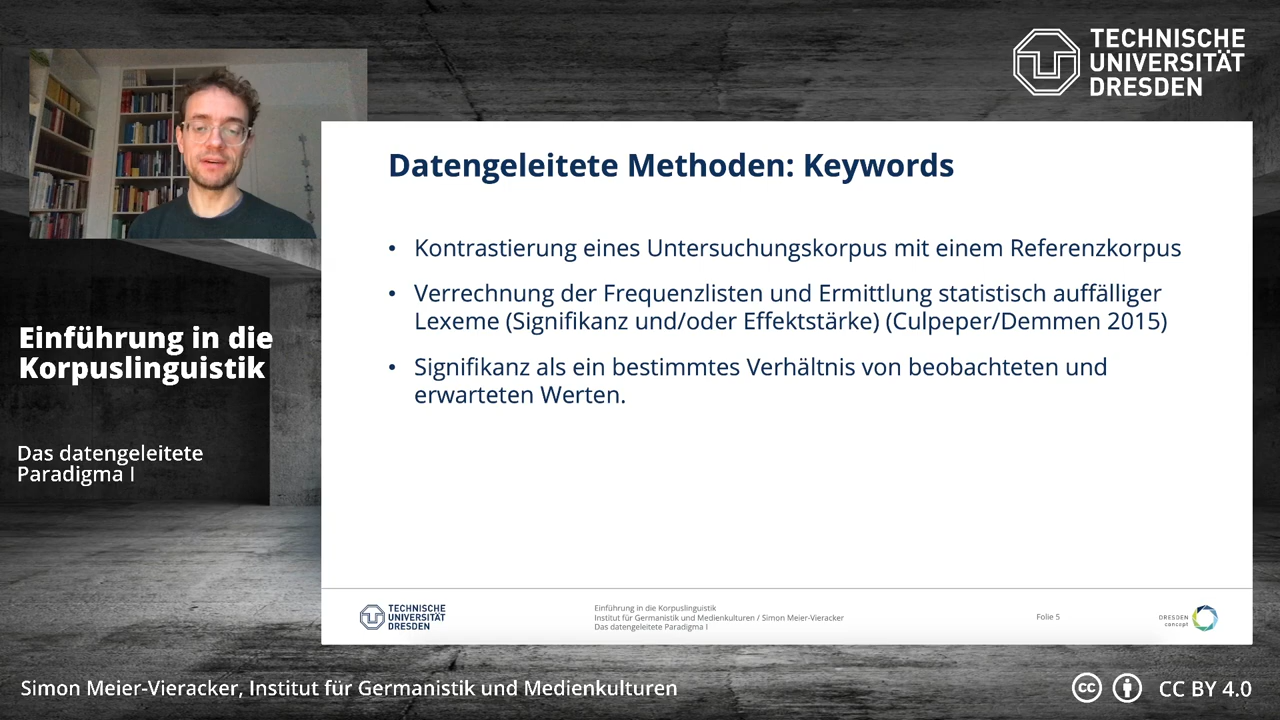 TECHNISCHE
UNIVERSITÄT
DRESDEN
Datengeleitete Methoden: Keywords
• Kontrastierung eines Untersuchungskorpus mit einem Referenzkorpus
• Verrechnung der Frequenzlisten und Ermittlung statistisch auffälliger
Lexeme (Signifikanz und/oder Effektstärke) (Culpeper/Demmen 2015)
• Signifikanz als ein bestimmtes Verhältnis von beobachteten und
erwarteten Werten.
Einführung in die
Korpuslinguistik
Das datengeleitete
Paradigma I
TECHNISCHE
UNIVERSITÄT
DRESDEN
Einführung in die Korpuslinguistik
Institut für Germanistik und Medienkulturen / Simon Meier-Vieracker
Das datengeleitete Paradigma I
Folie 5
DRESDEN
concept
Simon Meier-Vieracker, Institut für Germanistik und Medienkulturen
cc
CC BY 4.0